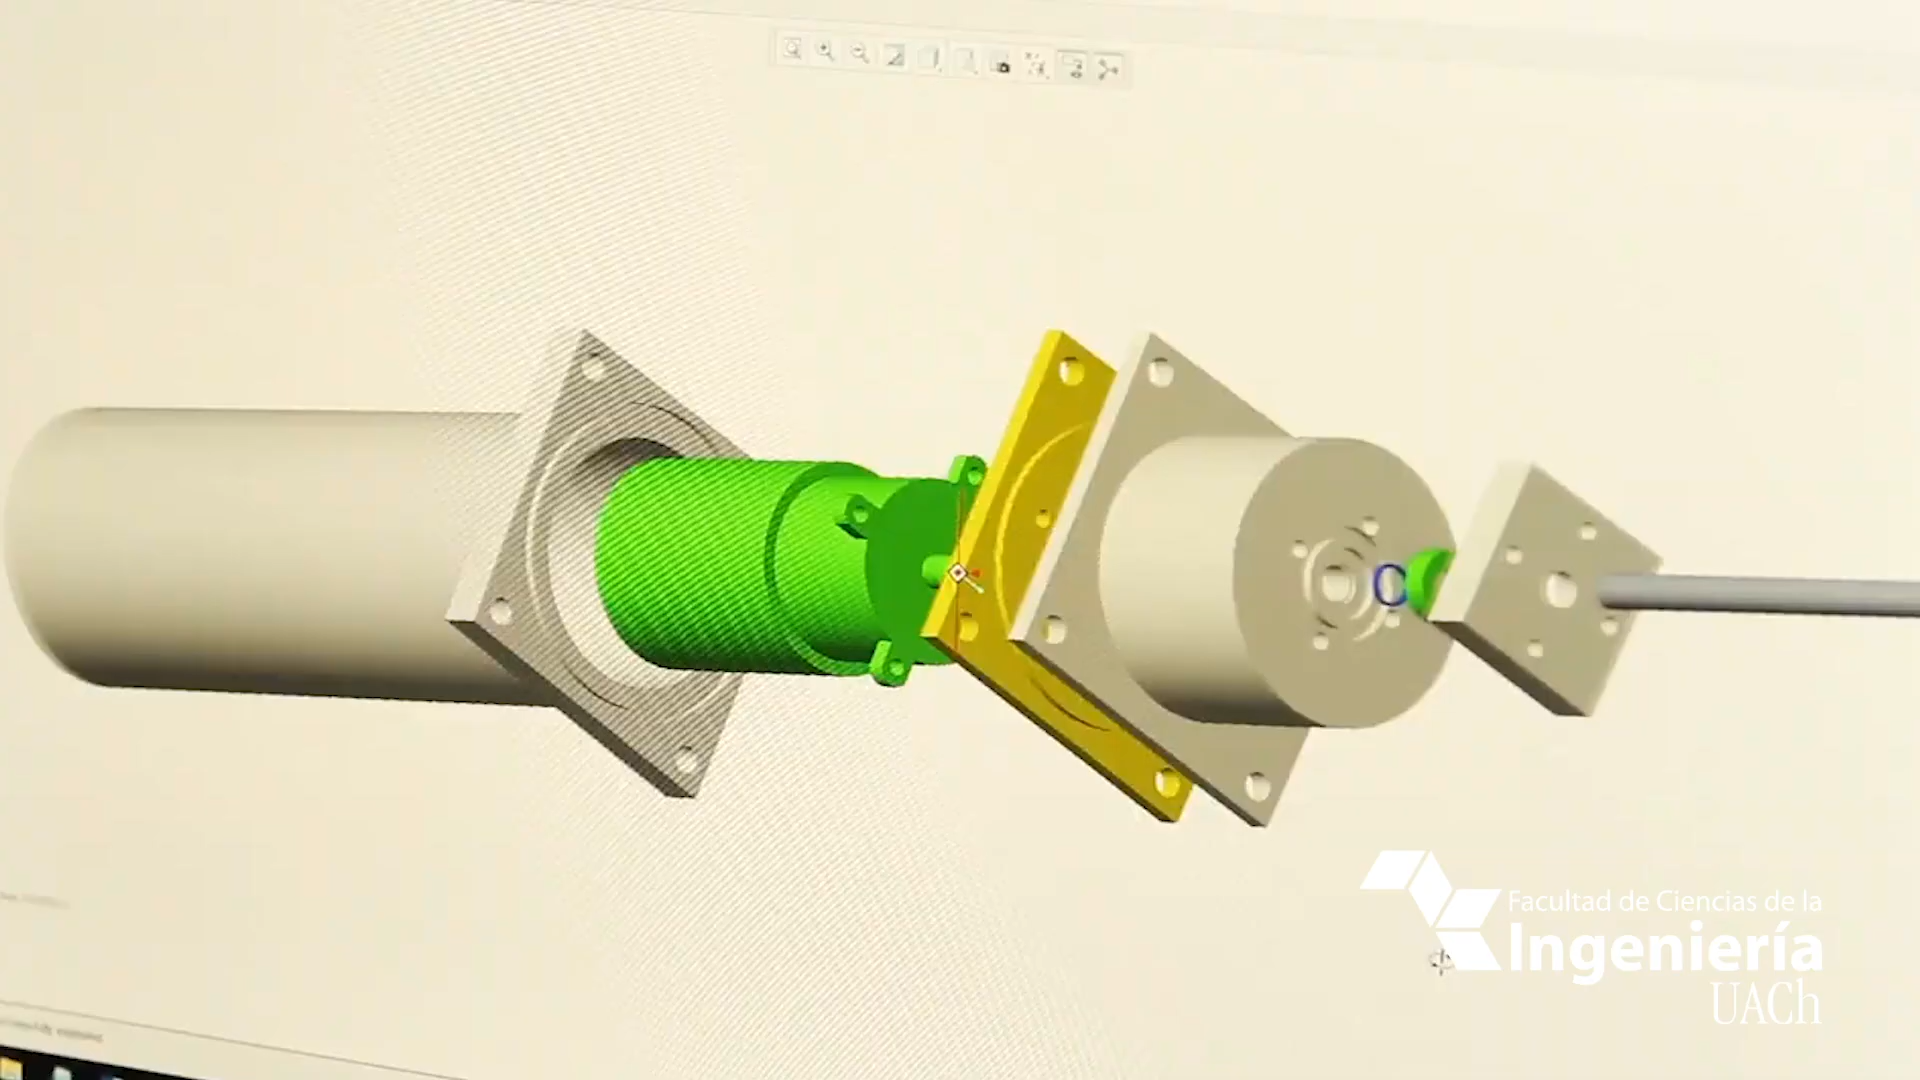 Facultad de Ciencias de la
Ingeniería
UACh